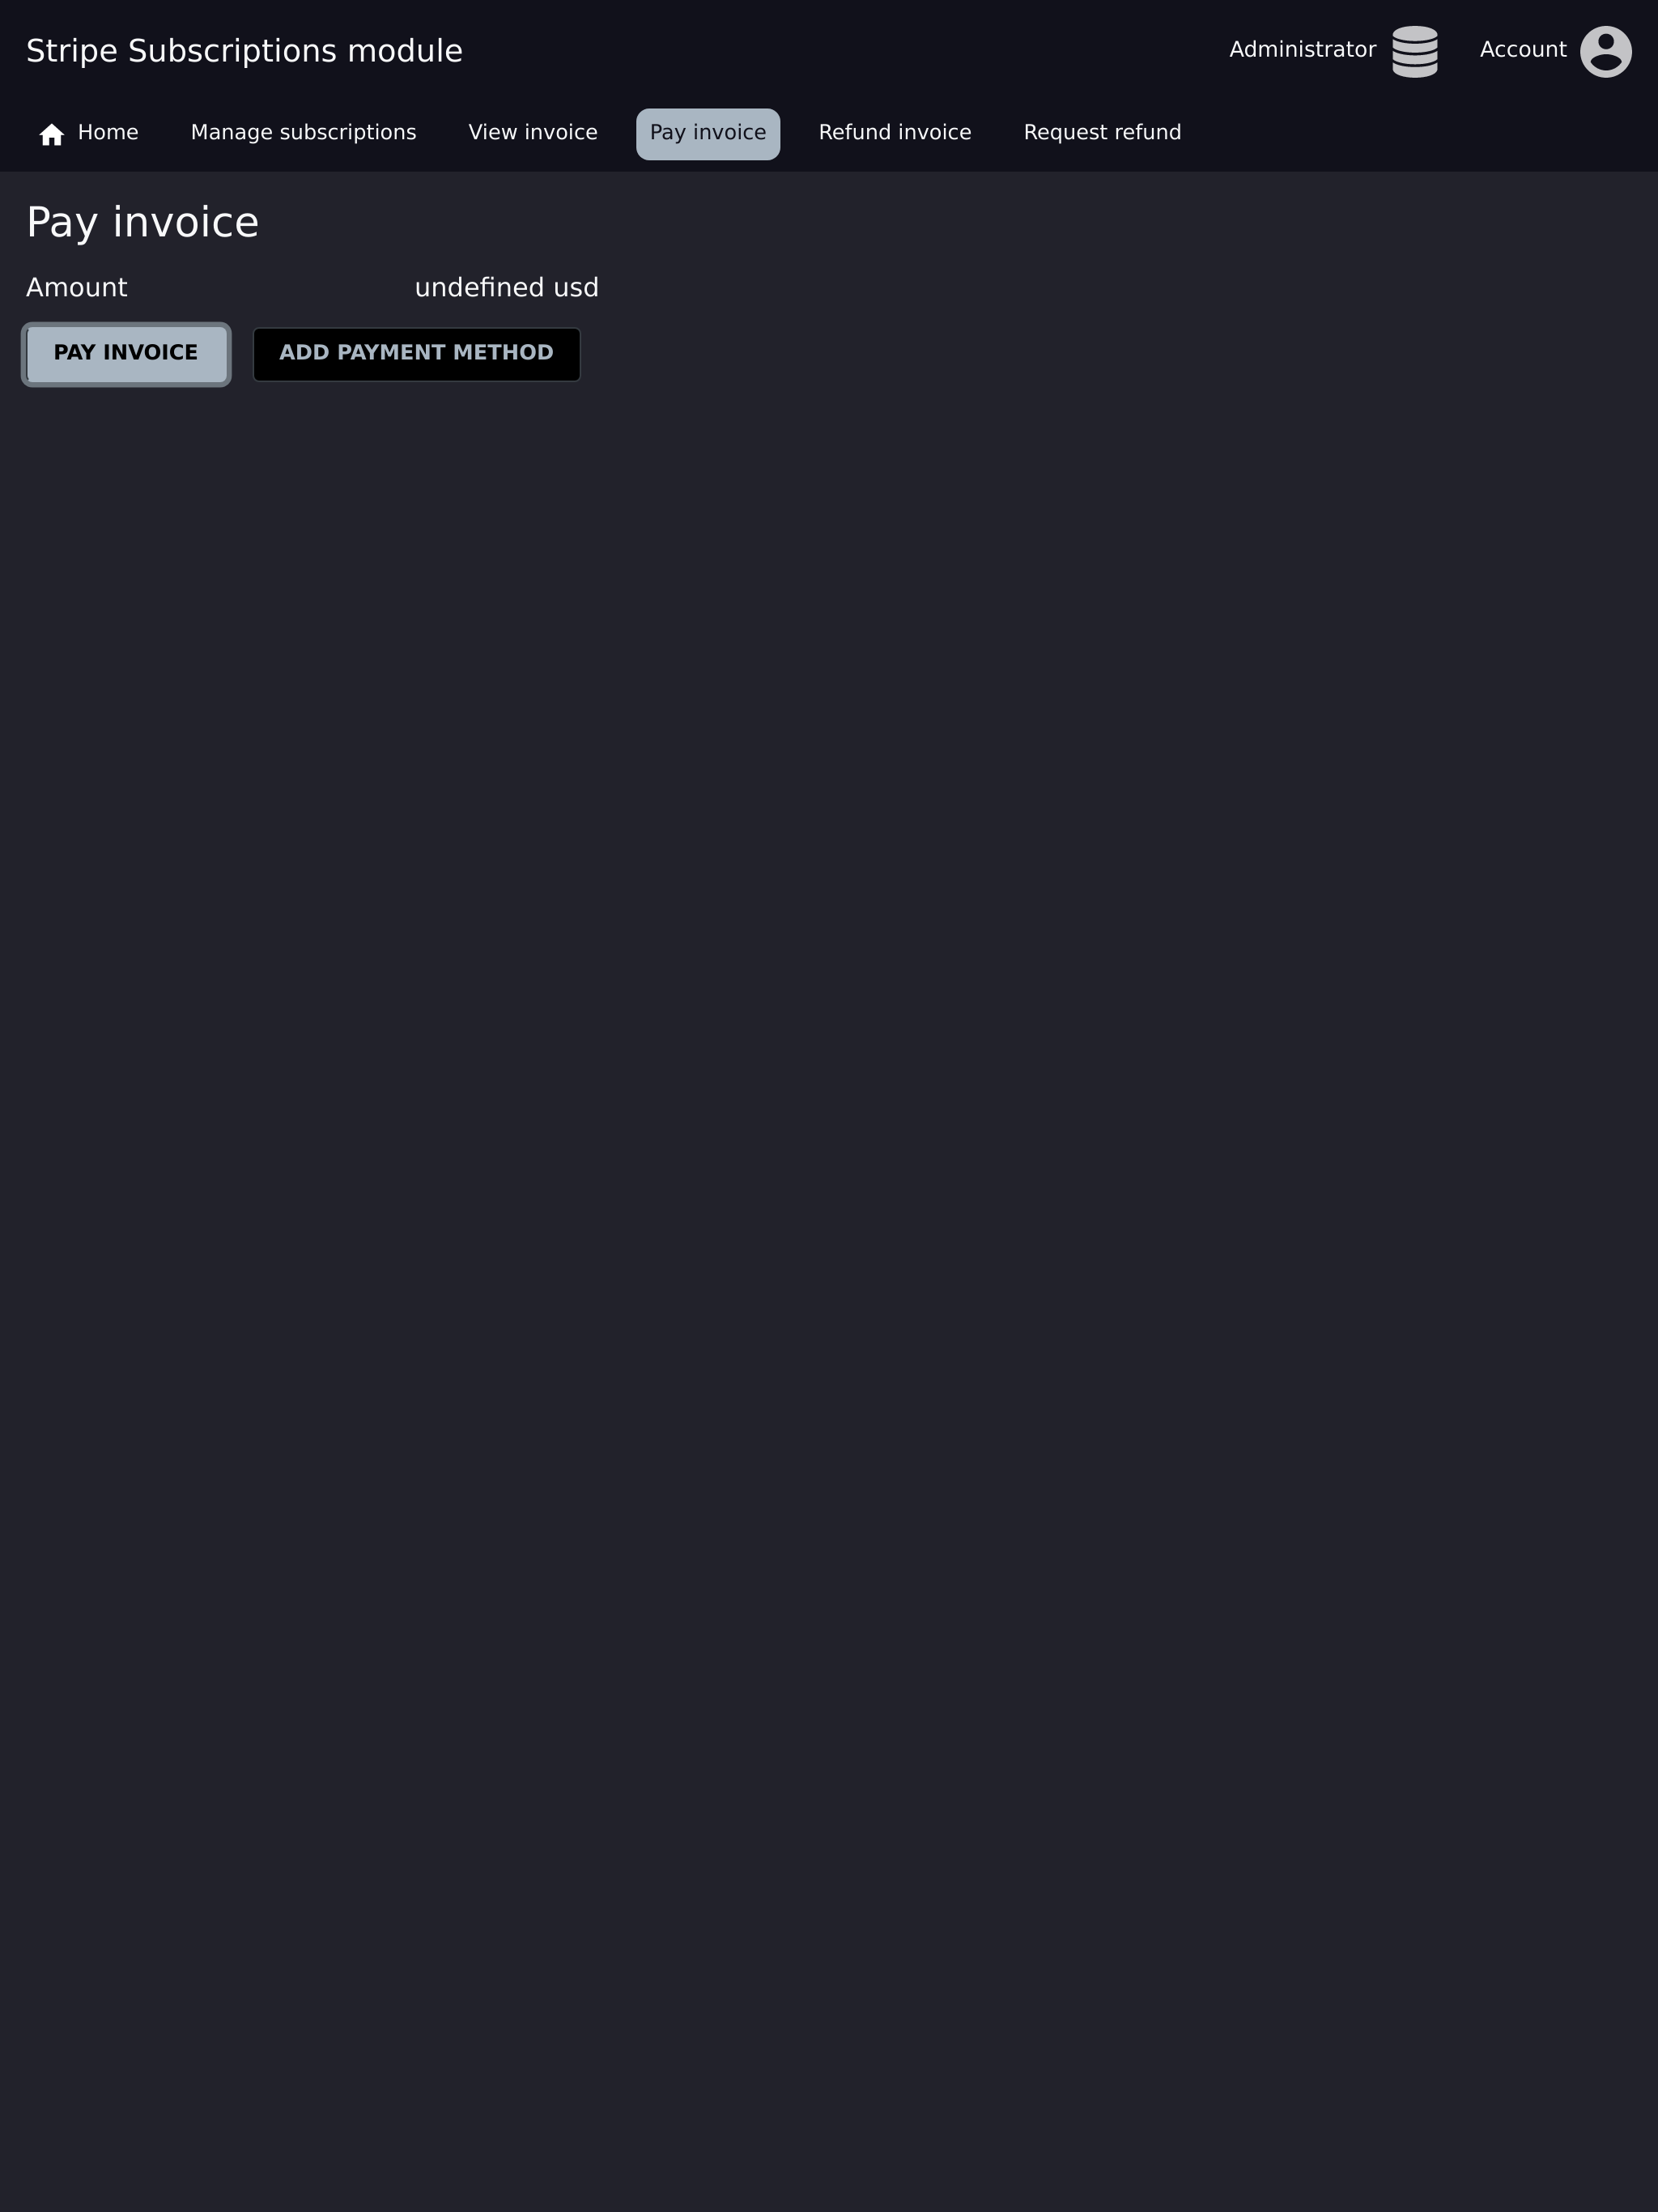 Stripe Subscriptions module
Administrator
Account
Home
Manage subscriptions
View invoice
Pay invoice
Refund invoice
Request refund
Pay invoice
Amount undefined usd
PAY INVOICE
ADD PAYMENT METHOD